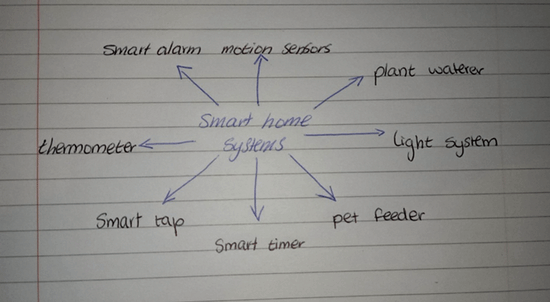 Smart alarm
motion sensors
plant waterer
Smart home
Systems
thermometer
light system
Smart tap
Smart timer
pet feeder